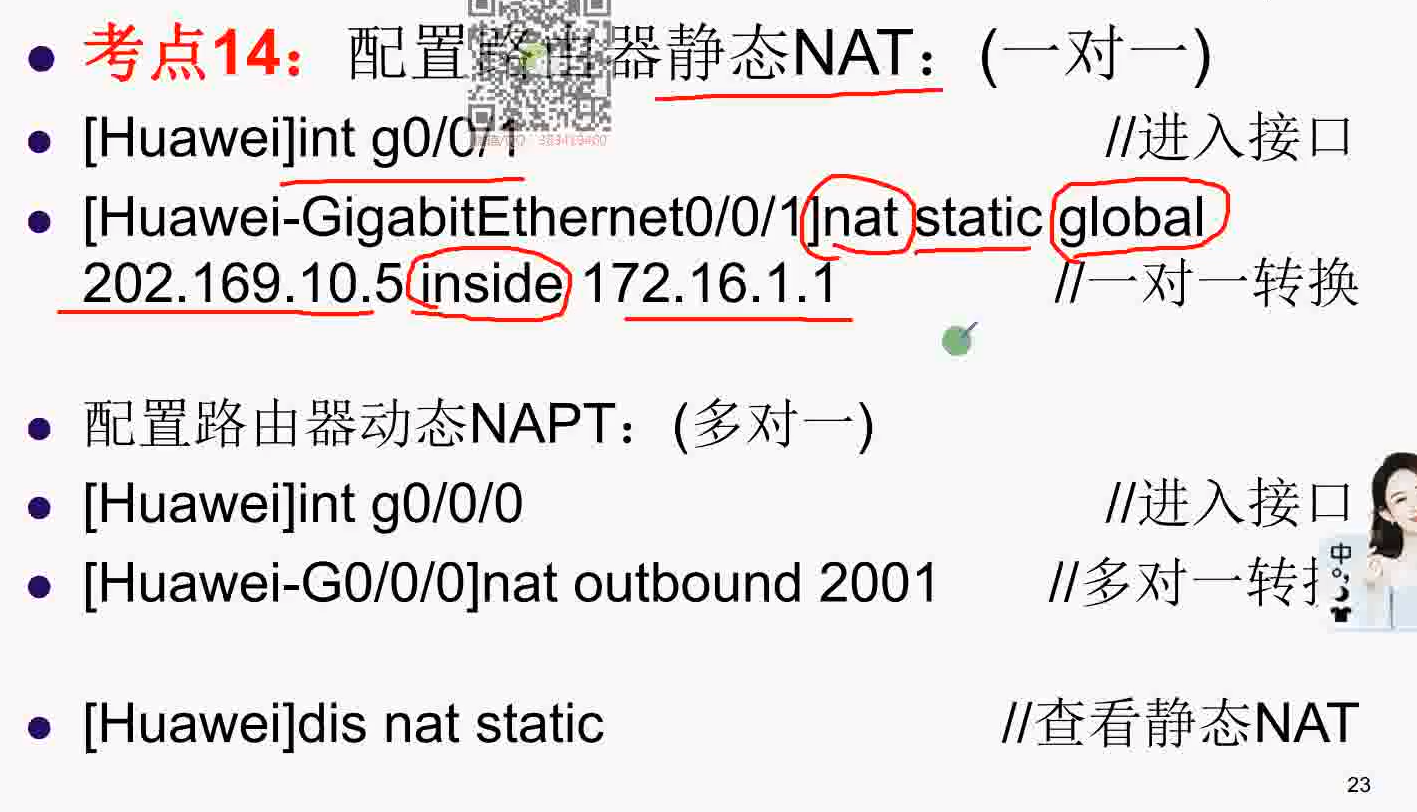 考点14：配置路由器静态NAT：(一对一)
[Huawei]int g0/0/1 //进入接口
[Huawei-GigabitEthernet0/0/1]nat static global
202.169.10.5 inside 172.16.1.1 //一对一转换
配置路由器动态NAPT：(多对一)
[Huawei]int g0/0/0 //进入接口
[Huawei-G0/0/0]nat outbound 2001 //多对一转换
中
[Huawei]dis nat static //查看静态NAT
23